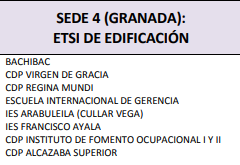 SEDE 4 (GRANADA):
ETSI DE EDIFICACIÓN
BACHIBAC
CDP VIRGEN DE GRACIA
CDP REGINA MUNDI
ESCUELA INTERNACIONAL DE GERENCIA
IES ARABULEILA (CULLAR VEGA)
IES FRANCISCO AYALA
CDP INSTITUTO DE FOMENTO OCUPACIONAL I Y II
CDP ALCAZABA SUPERIOR